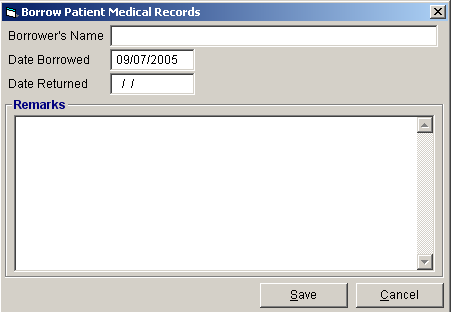 Borrow Patient Medical Records
Borrower's Name
Date Borrowed 09/07/2005
Date Returned / /
Remarks
Save Cancel